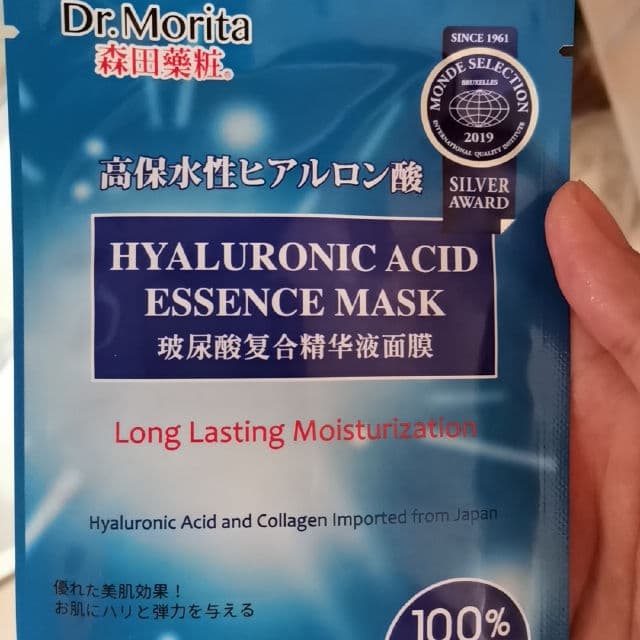 Dr.Morita
森田藥粧®
SINCE 1961
MONDE SELECTION
BRUXELLES
2019
INTERNATIONAL QUALITY INSTITUTE
SILVER
AWARD
高保水性ヒアルロン酸
HYALURONIC ACID
ESSENCE MASK
玻尿酸复合精华液面膜
Long Lasting Moisturization
Hyaluronic Acid and Collagen Imported from Japan
優れた美肌効果！
お肌にハリと弾力を与える
100%